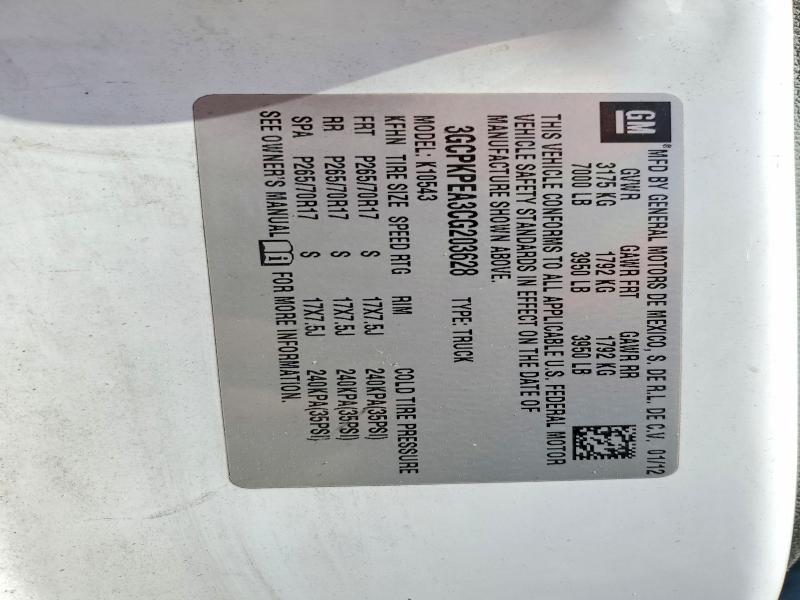 GM ®MFD BY GENERAL MOTORS DE MEXICO, S. DE R.L. DE C.V. 01/12
GVWR GAWR FRT GAWR RR
3175 KG 1792 KG 1792 KG
7000 LB 3950 LB 3950 LB
THIS VEHICLE CONFORMS TO ALL APPLICABLE U.S. FEDERAL MOTOR
VEHICLE SAFETY STANDARDS IN EFFECT ON THE DATE OF
MANUFACTURE SHOWN ABOVE.
3GCPKPEA3CG203628 TYPE: TRUCK
MODEL: K10543
KFHN TIRE SIZE SPEED RTG RIM COLD TIRE PRESSURE
FRT P265/70R17 S 17X7.5J 240KPA(35PSI)
RR P265/70R17 S 17X7.5J 240KPA(35PSI)
SPA P265/70R17 S 17X7.5J 240KPA(35PSI)
SEE OWNER'S MANUAL FOR MORE INFORMATION.